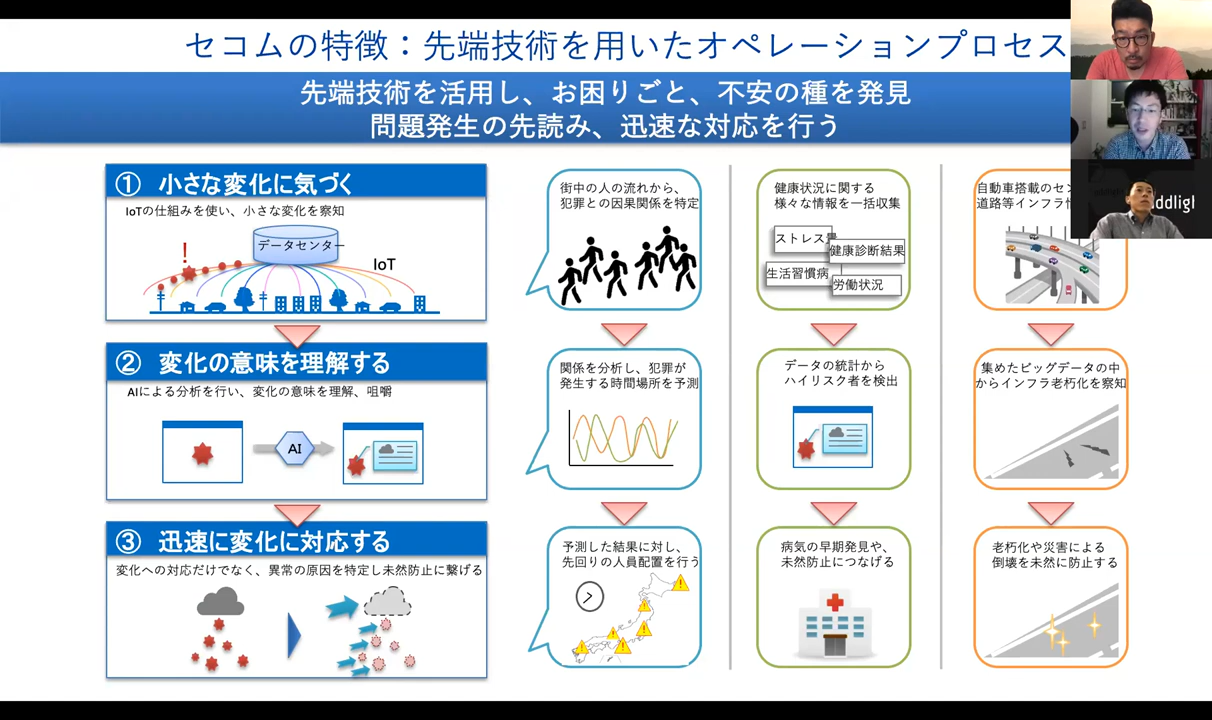 セコムの特徴：先端技術を用いたオペレーションプロセス
先端技術を活用し、お困りごと、不安の種を発見
問題発生の先読み、迅速な対応を行う
① 小さな変化に気づく
IoTの仕組みを使い、小さな変化を察知
!
データセンター
IoT
② 変化の意味を理解する
AIによる分析を行い、変化の意味を理解、咀嚼
AI
③ 迅速に変化に対応する
変化への対応だけでなく、異常の原因を特定し未然防止に繋げる
街中の人の流れから、
犯罪との因果関係を特定
関係を分析し、犯罪が
発生する時間場所を予測
予測した結果に対し、
先回りの人員配置を行う
健康状況に関する
様々な情報を一括収集
ストレス量
健康診断結果
生活習慣病
労働状況
データの統計から
ハイリスク者を検出
病気の早期発見や、
未然防止につなげる
自動車搭載のセン
道路等インフラ情
集めたビッグデータの中
からインフラ老朽化を察知
老朽化や災害による
倒壊を未然に防止する
ddligh